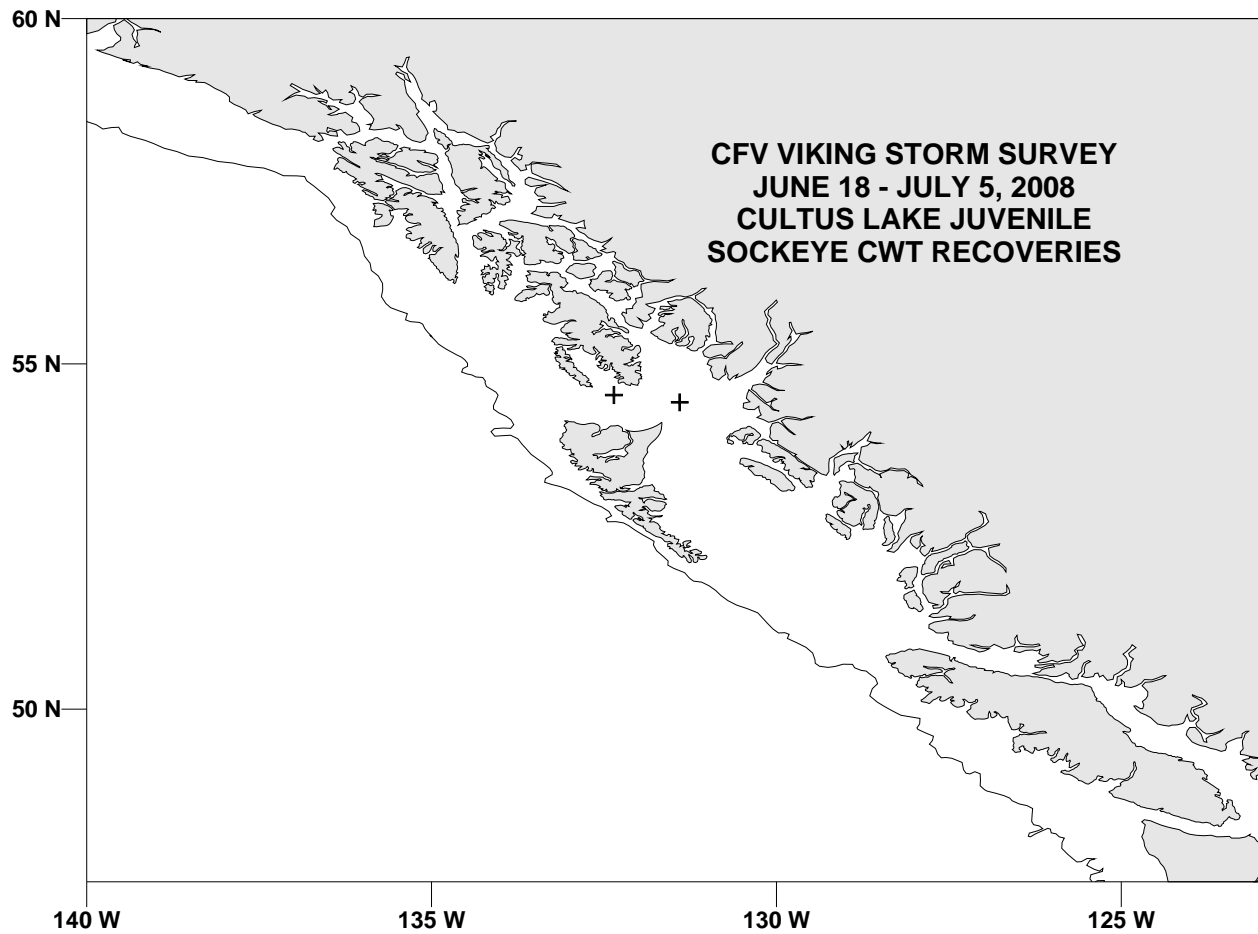 60 N
CFV VIKING STORM SURVEY
JUNE 18 - JULY 5, 2008
CULTUS LAKE JUVENILE
SOCKEYE CWT RECOVERIES
55 N
50 N
140 W
135 W
130 W
125 W